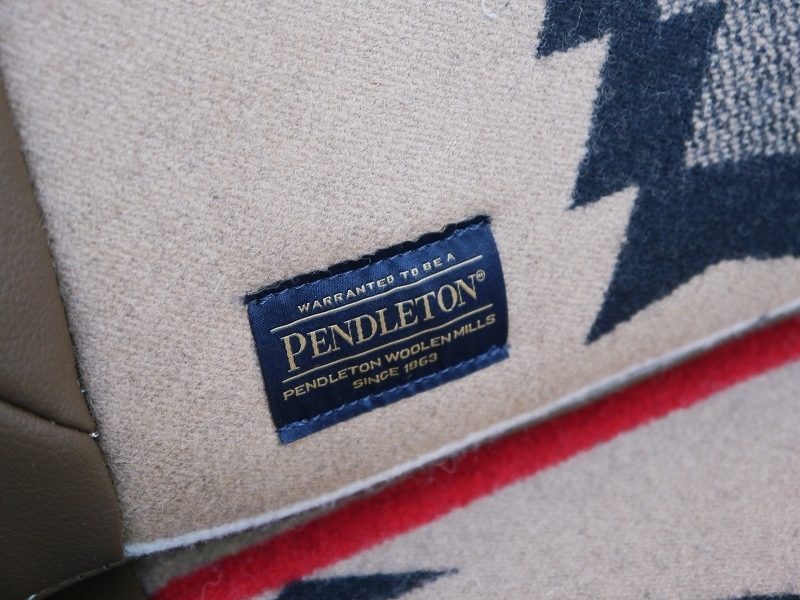 WARRANTED TO BE A
PENDLETON®
PENDLETON WOOLEN MILLS
SINCE 1863